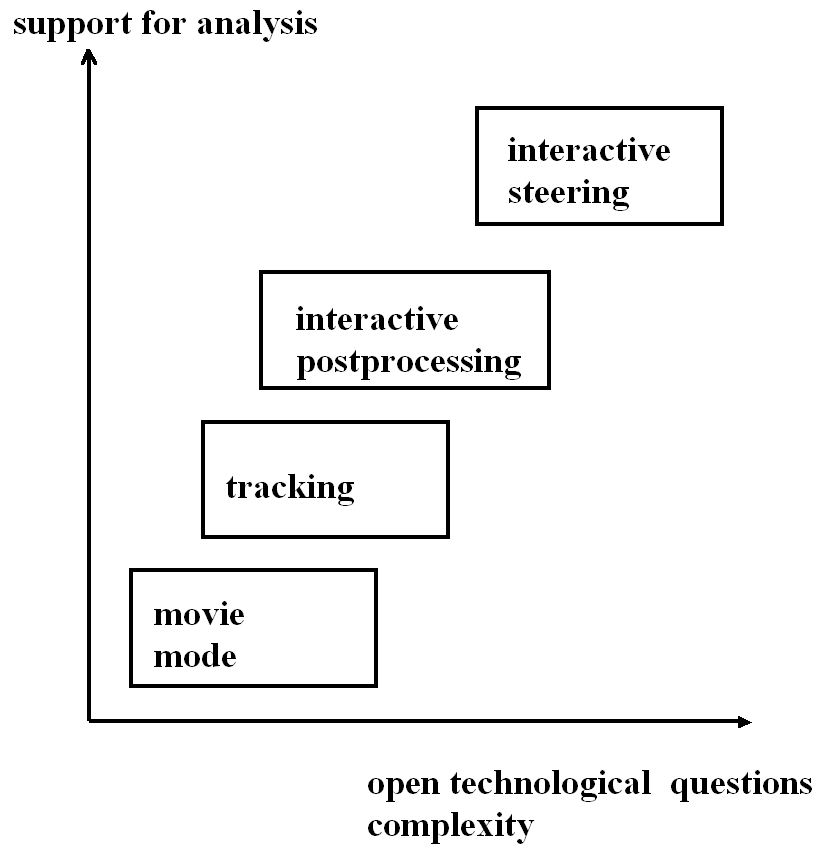 support for analysis
interactive
steering
interactive
postprocessing
tracking
movie
mode
open technological questions
complexity